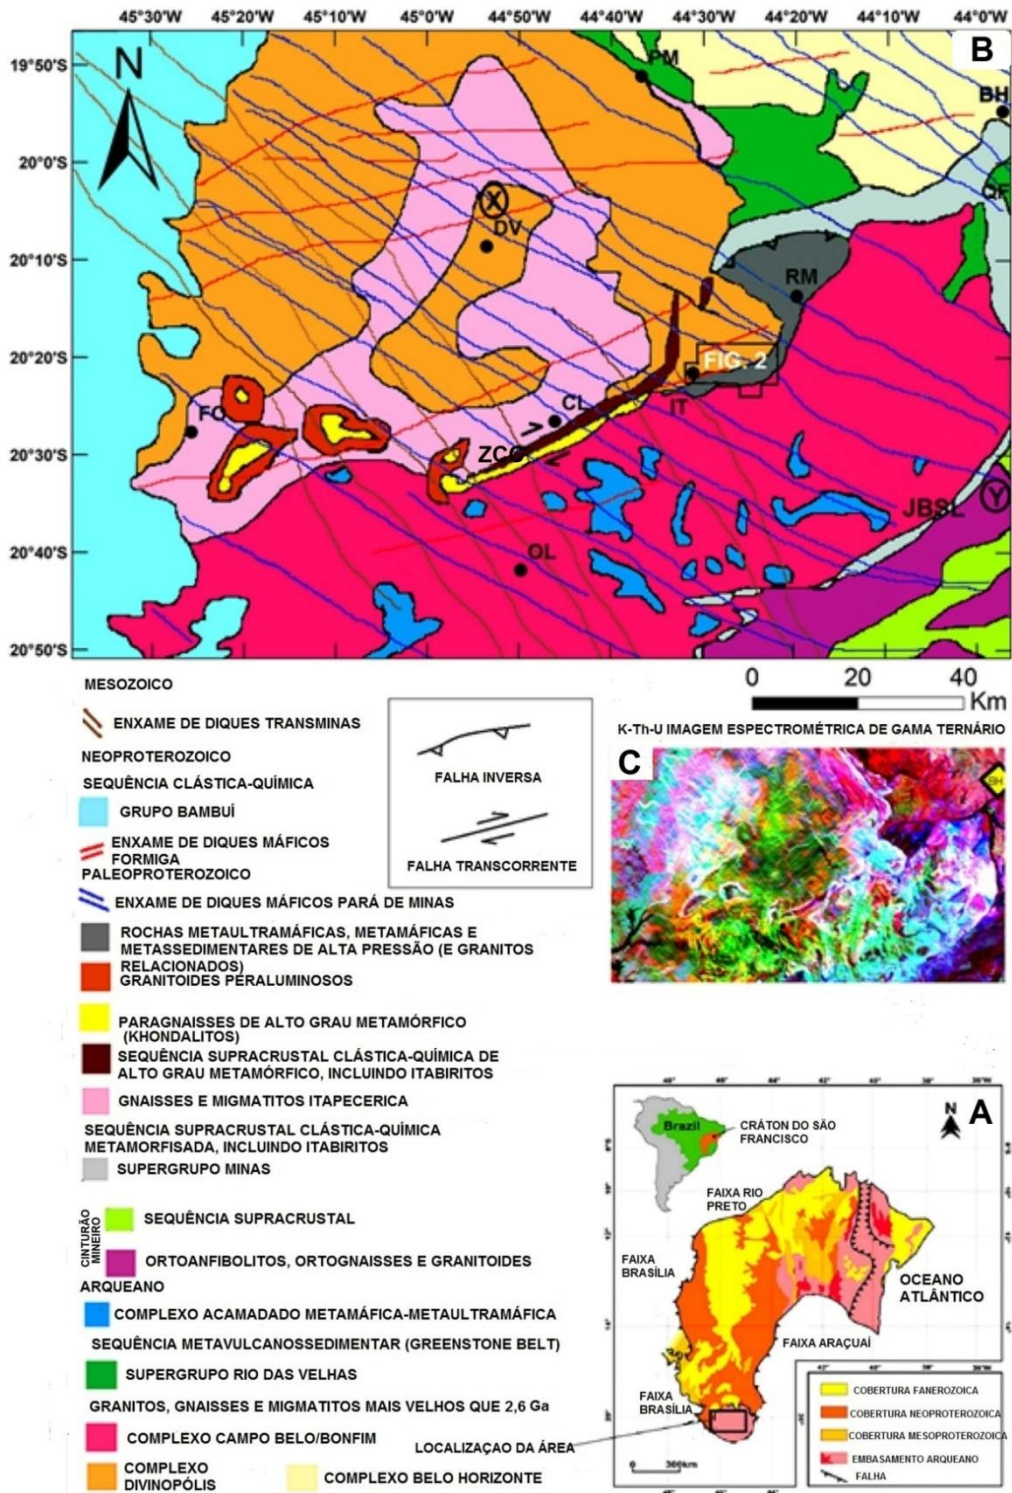 45°30'W 45°20'W 45°10'W 45°00'W 44°50'W 44°40'W 44°30'W 44°20'W 44°10'W 44°0'W
B
19°50'S
N
PM
BH
20°0'S
X
DV
QF
20°10'S
RM
20°20'S
FIG. 2
IT
CL
FO
20°30'S
ZCC
Y
JBSL
20°40'S
OL
20°50'S
0 20 40
Km
MESOZOICO
ENXAME DE DIQUES TRANSMINAS
NEOPROTEROZOICO
SEQUÊNCIA CLÁSTICA-QUÍMICA
GRUPO BAMBUÍ
ENXAME DE DIQUES MÁFICOS
FORMIGA
PALEOPROTEROZOICO
ENXAME DE DIQUES MÁFICOS PARÁ DE MINAS
ROCHAS METAULTRAMÁFICAS, METAMÁFICAS E
METASSEDIMENTARES DE ALTA PRESSÃO (E GRANITOS
RELACIONADOS)
GRANITOIDES PERALUMINOSOS
PARAGNAISSES DE ALTO GRAU METAMÓRFICO
(KHONDALITOS)
SEQUÊNCIA SUPRACRUSTAL CLÁSTICA-QUÍMICA DE
ALTO GRAU METAMÓRFICO, INCLUINDO ITABIRITOS
GNAISSES E MIGMATITOS ITAPECERICA
SEQUÊNCIA SUPRACRUSTAL CLÁSTICA-QUÍMICA
METAMORFISADA, INCLUINDO ITABIRITOS
SUPERGRUPO MINAS
CINTURÃO
MINEIRO
SEQUÊNCIA SUPRACRUSTAL
ORTOANFIBOLITOS, ORTOGNAISSES E GRANITOIDES
ARQUEANO
COMPLEXO ACAMADADO METAMÁFICA-METAULTRAMÁFICA
SEQUÊNCIA METAVULCANOSSEDIMENTAR (GREENSTONE BELT)
SUPERGRUPO RIO DAS VELHAS
GRANITOS, GNAISSES E MIGMATITOS MAIS VELHOS QUE 2,6 Ga
COMPLEXO CAMPO BELO/BONFIM
COMPLEXO
DIVINOPÓLIS
COMPLEXO BELO HORIZONTE
FALHA INVERSA
FALHA TRANSCORRENTE
K-Th-U IMAGEM ESPECTROMÉTRICA DE GAMA TERNÁRIO
C
BH
A
N
Brazil
CRÁTON DO SÃO
FRANCISCO
FAIXA RIO
PRETO
FAIXA
BRASÍLIA
OCEANO
ATLÂNTICO
FAIXA ARAÇUAÍ
FAIXA
BRASÍLIA
LOCALIZAÇAO DA ÁREA
0 300km
COBERTURA FANEROZOICA
COBERTURA NEOPROTEROZOICA
COBERTURA MESOPROTEROZOICA
EMBASAMENTO ARQUEANO
FALHA